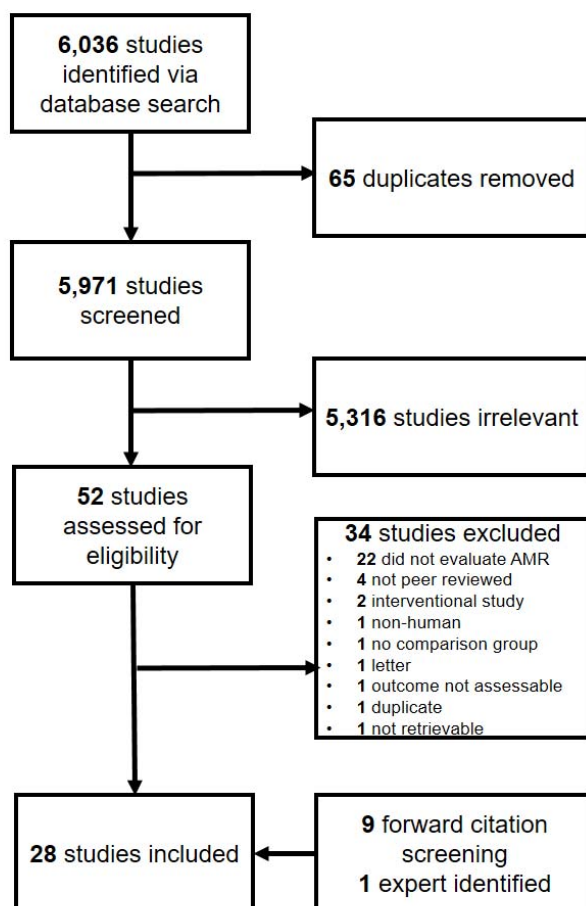 6,036 studies
identified via
database search
65 duplicates removed
5,971 studies
screened
5,316 studies irrelevant
52 studies
assessed for
eligibility
34 studies excluded
• 22 did not evaluate AMR
• 4 not peer reviewed
• 2 interventional study
• 1 non-human
• 1 no comparison group
• 1 letter
• 1 outcome not assessable
• 1 duplicate
• 1 not retrievable
28 studies included
9 forward citation
screening
1 expert identified